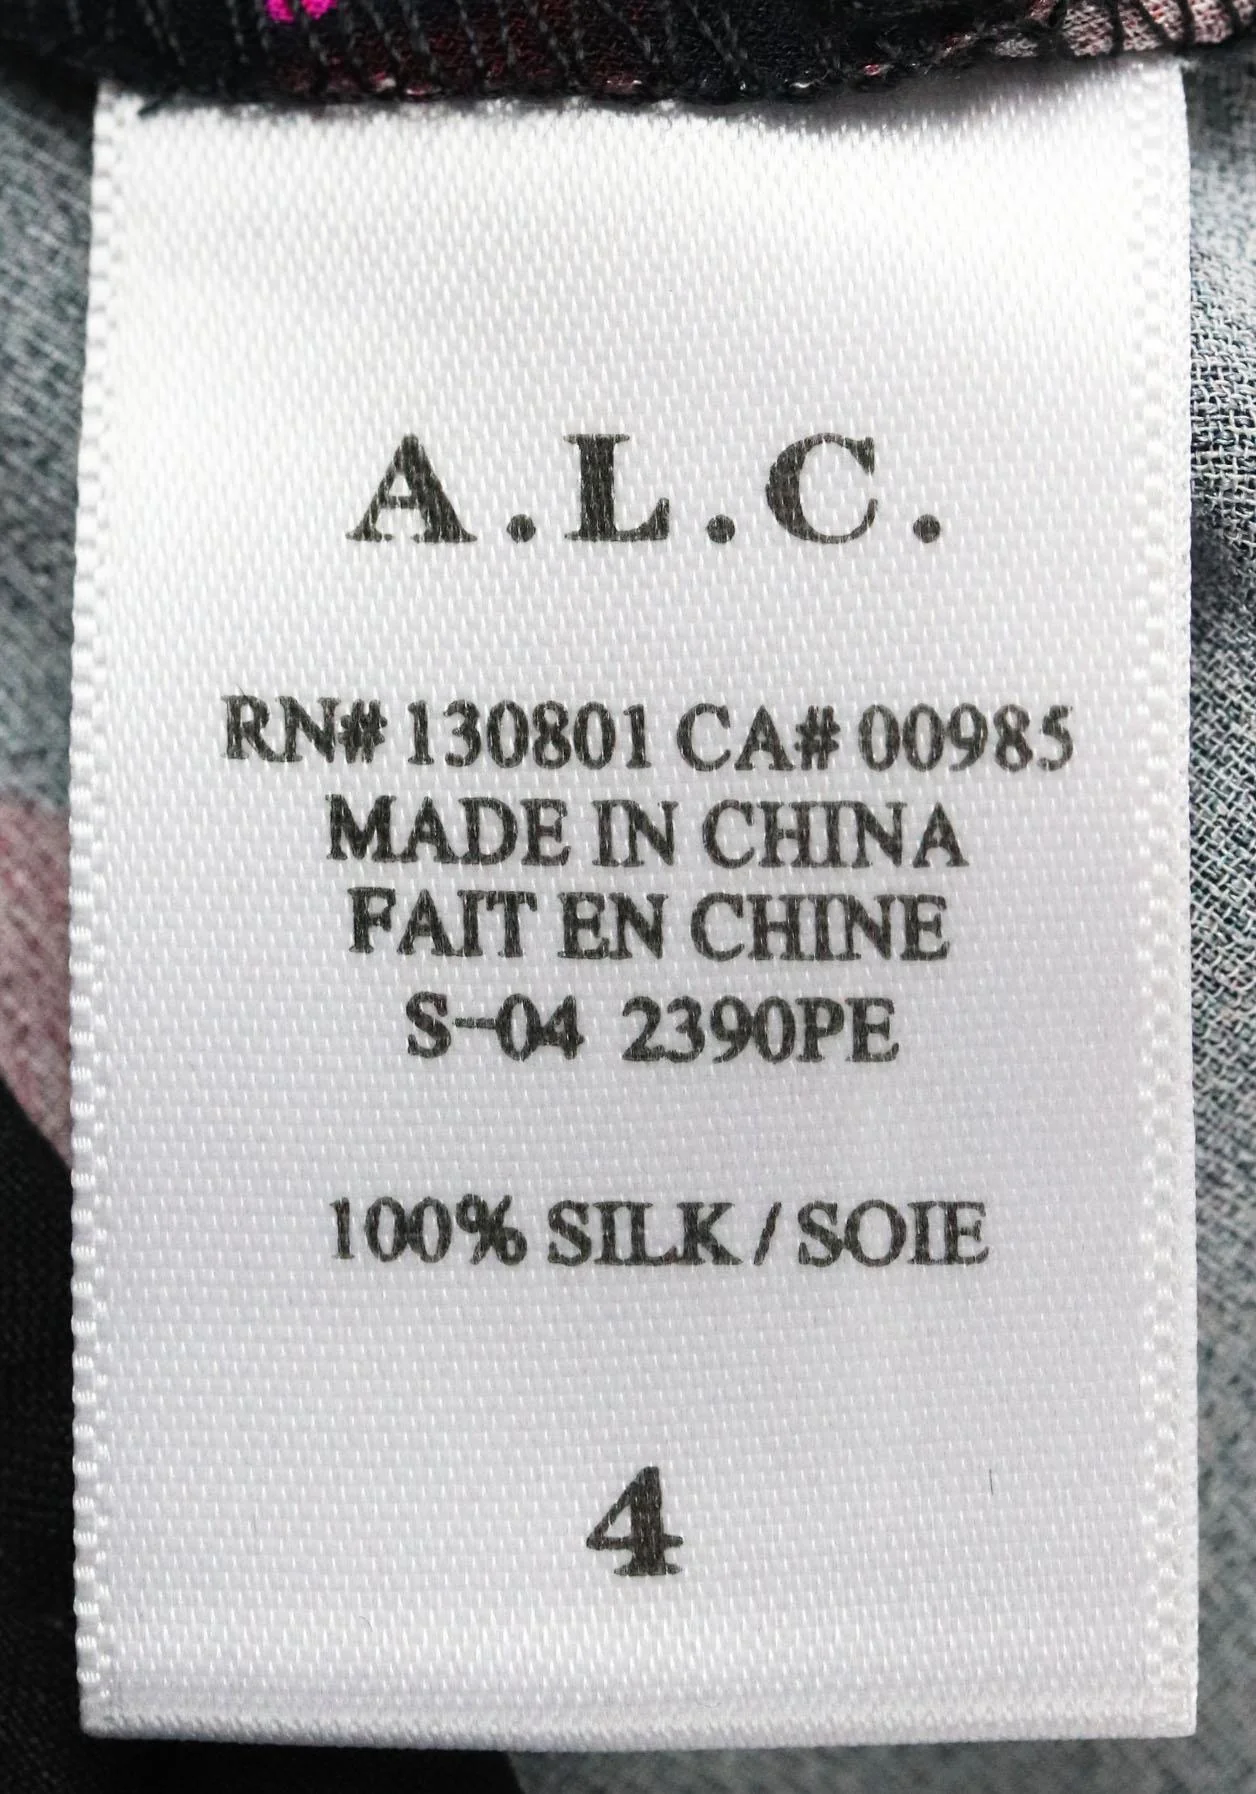 A.L.C.
RN# 130801 CA# 00985
MADE IN CHINA
FAIT EN CHINE
S-04 2390PE
100% SILK / SOIE
4